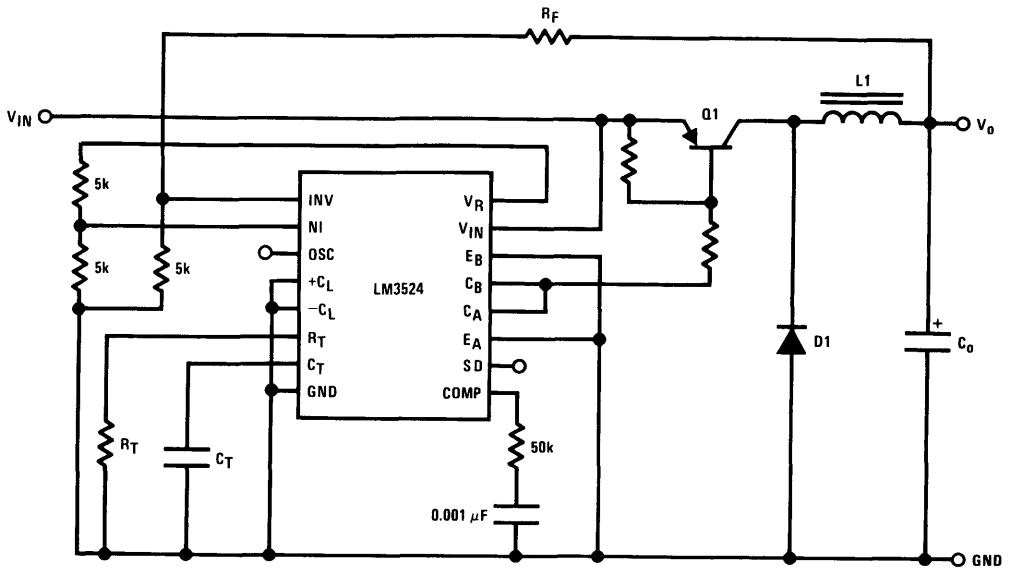 RF
L1
VIN
Q1
Vo
5k
INV
VR
NI
VIN
5k
5k
OSC
EB
+CL
LM3524
CB
-CL
CA
RT
EA
D1
+
Co
CT
SD
GND
COMP
RT
CT
50k
0.001 μF
GND